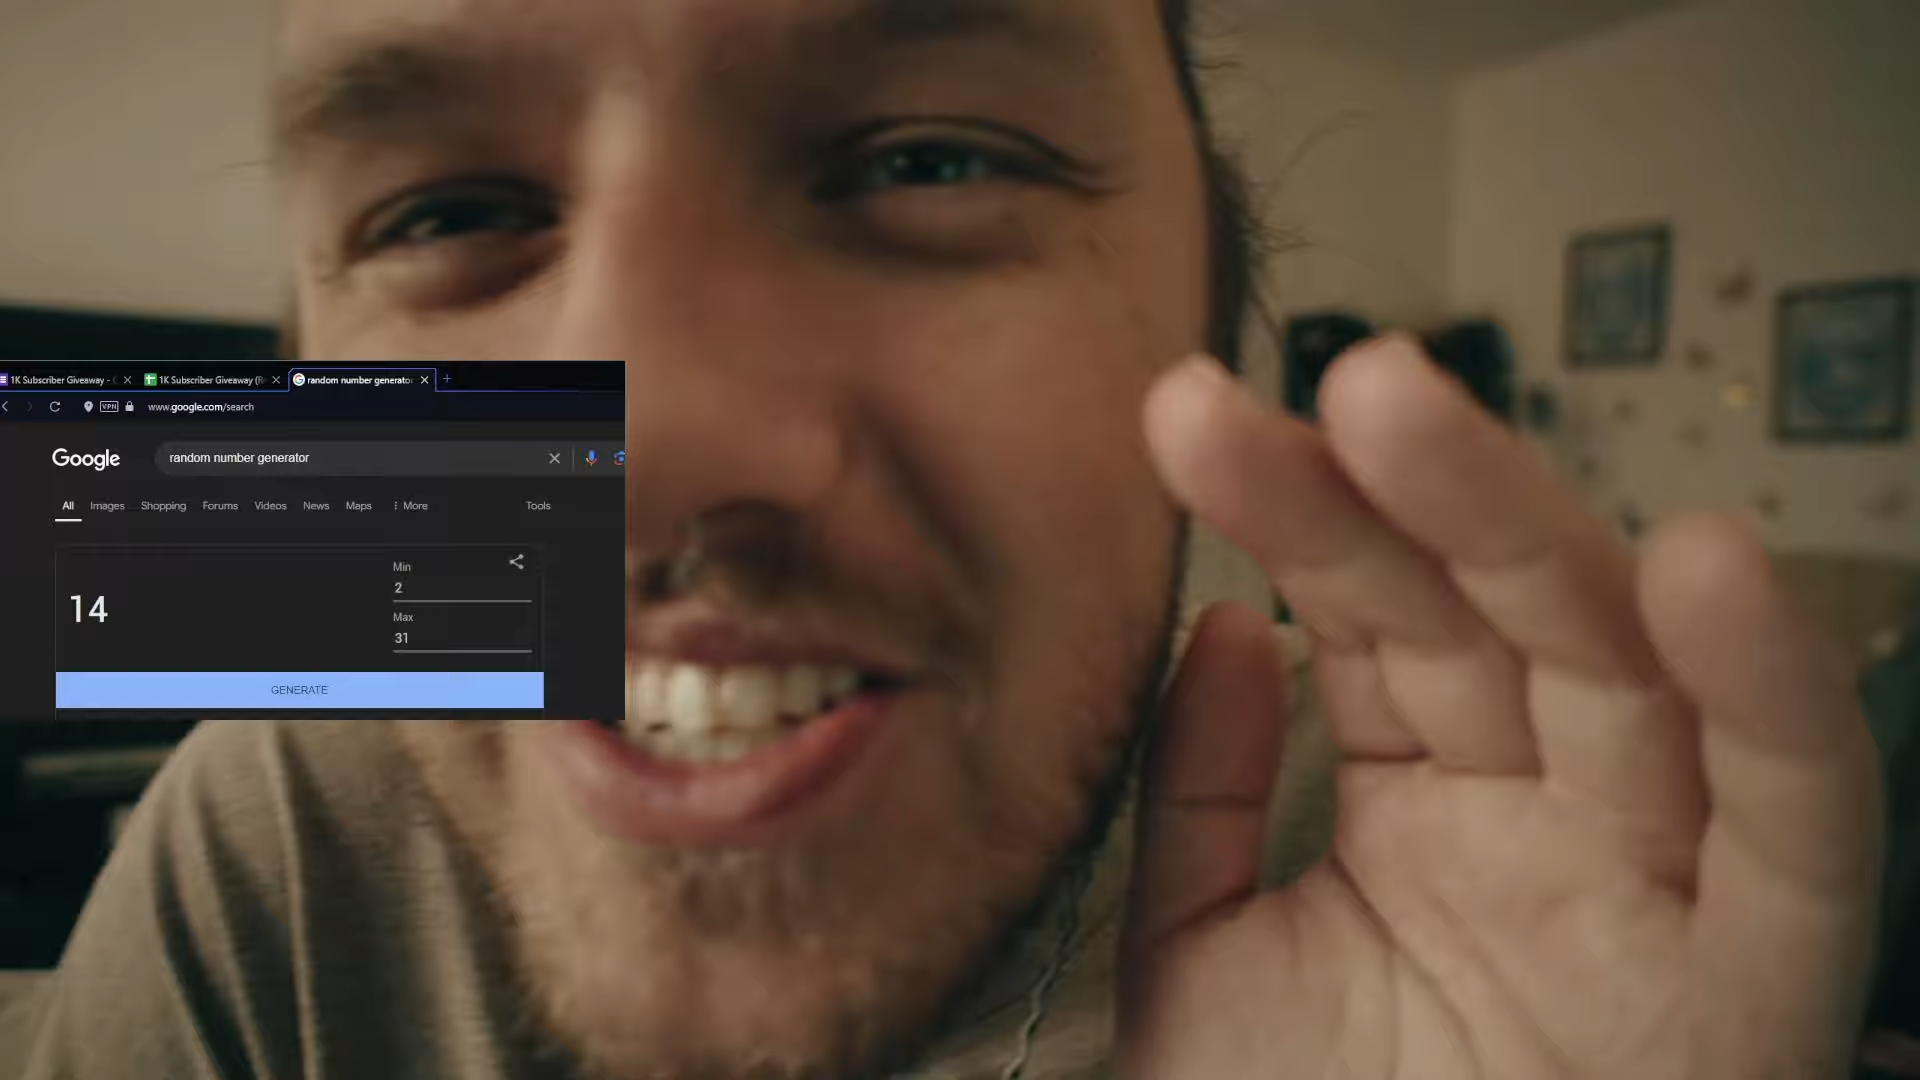 1K Subscriber Giveaway -
1K Subscriber Giveaway (R
random number generator
VPN
www.google.com/search
Google
random number generator
All Images Shopping Forums Videos News Maps More Tools
Min
2
14
Max
31
GENERATE